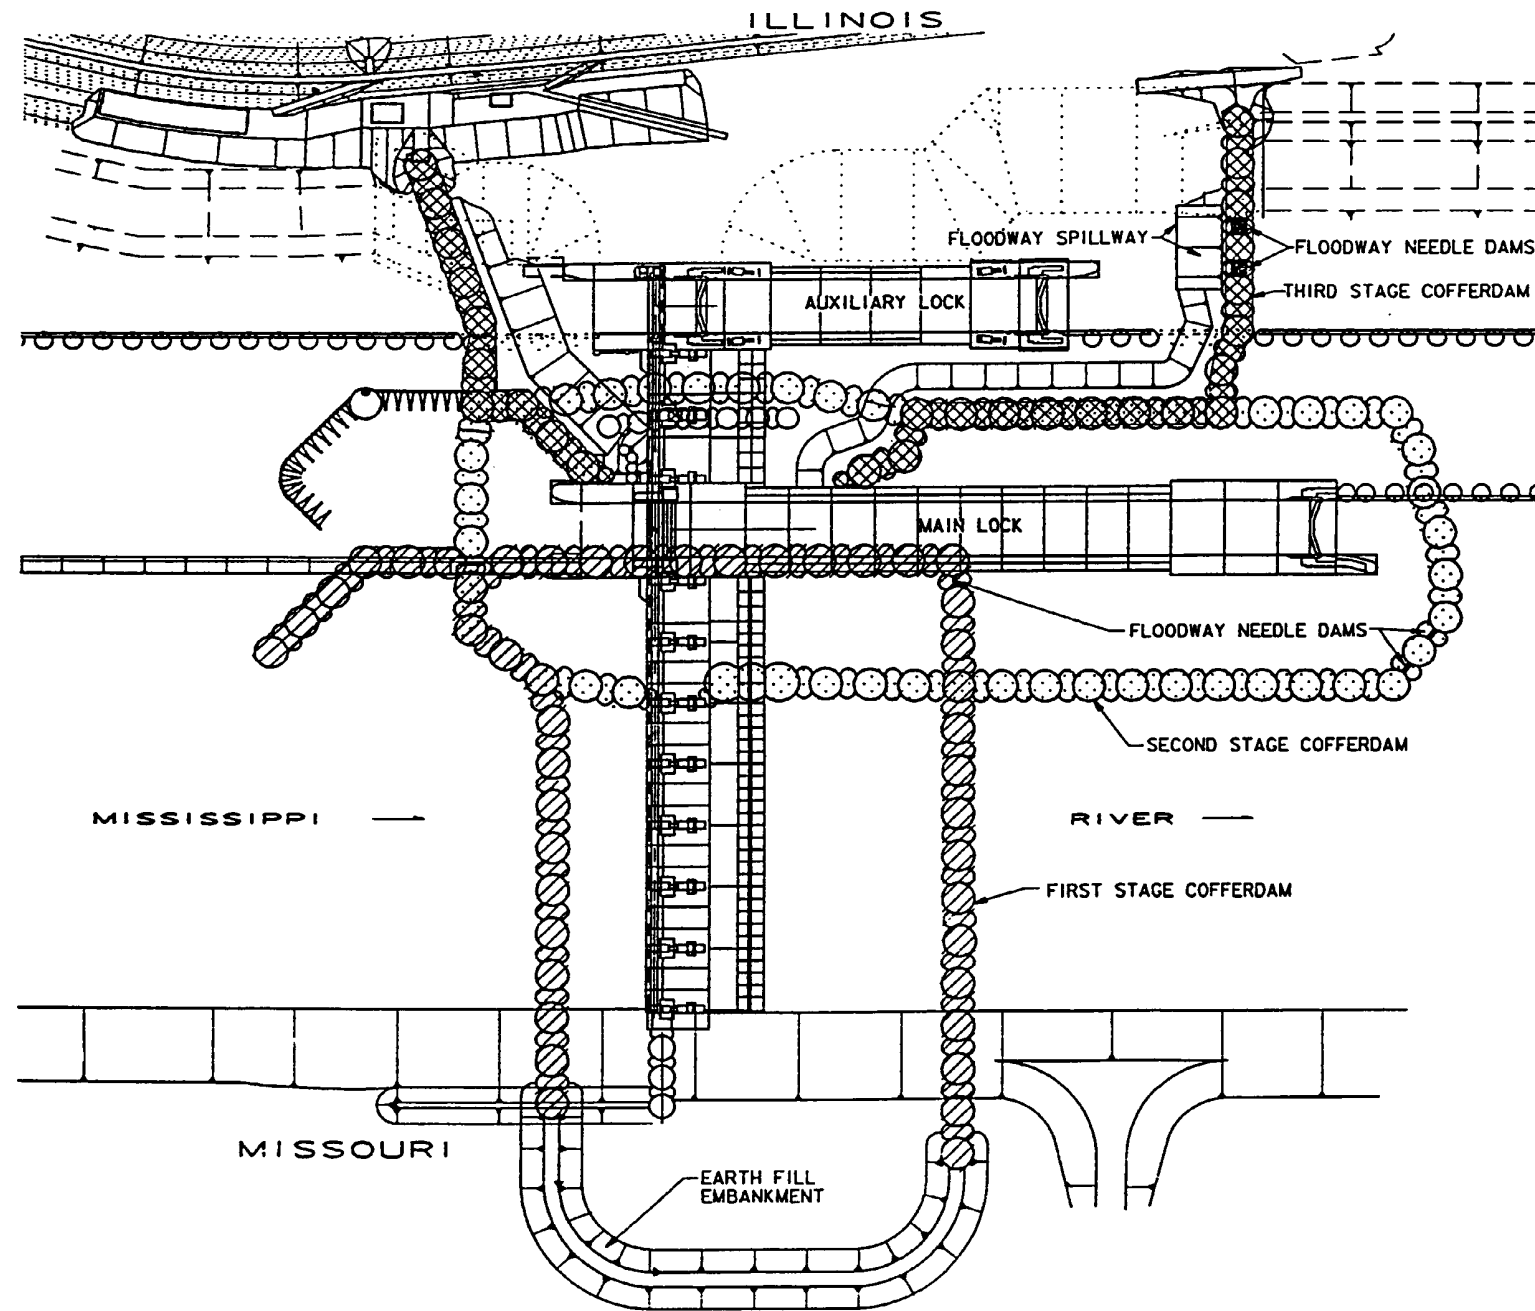 ILLINOIS
FLOODWAY SPILLWAY
FLOODWAY NEEDLE DAMS
THIRD STAGE COFFERDAM
AUXILIARY LOCK
MAIN LOCK
FLOODWAY NEEDLE DAMS
SECOND STAGE COFFERDAM
MISSISSIPPI
RIVER
FIRST STAGE COFFERDAM
MISSOURI
EARTH FILL
EMBANKMENT